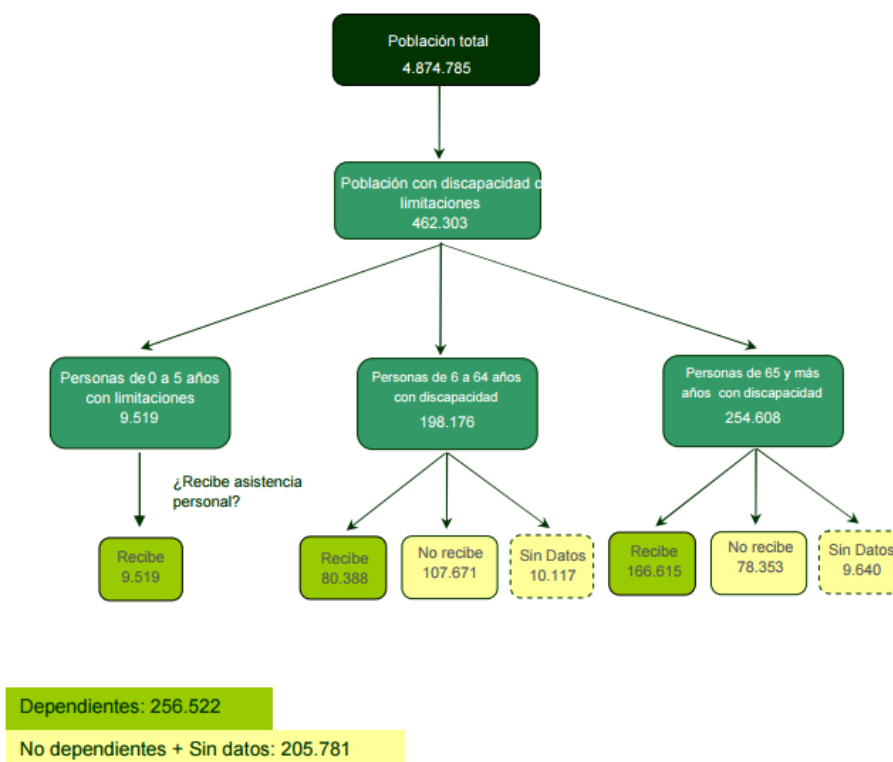 Población total
4.874.785
Población con discapacidad o
limitaciones
462.303
Personas de 0 a 5 años
con limitaciones
9.519
Personas de 6 a 64 años
con discapacidad
198.176
Personas de 65 y más
años con discapacidad
254.608
¿Recibe asistencia
personal?
Recibe
9.519
Recibe
80.388
No recibe
107.671
Sin Datos
10.117
Recibe
166.615
No recibe
78.353
Sin Datos
9.640
Dependientes: 256.522
No dependientes + Sin datos: 205.781